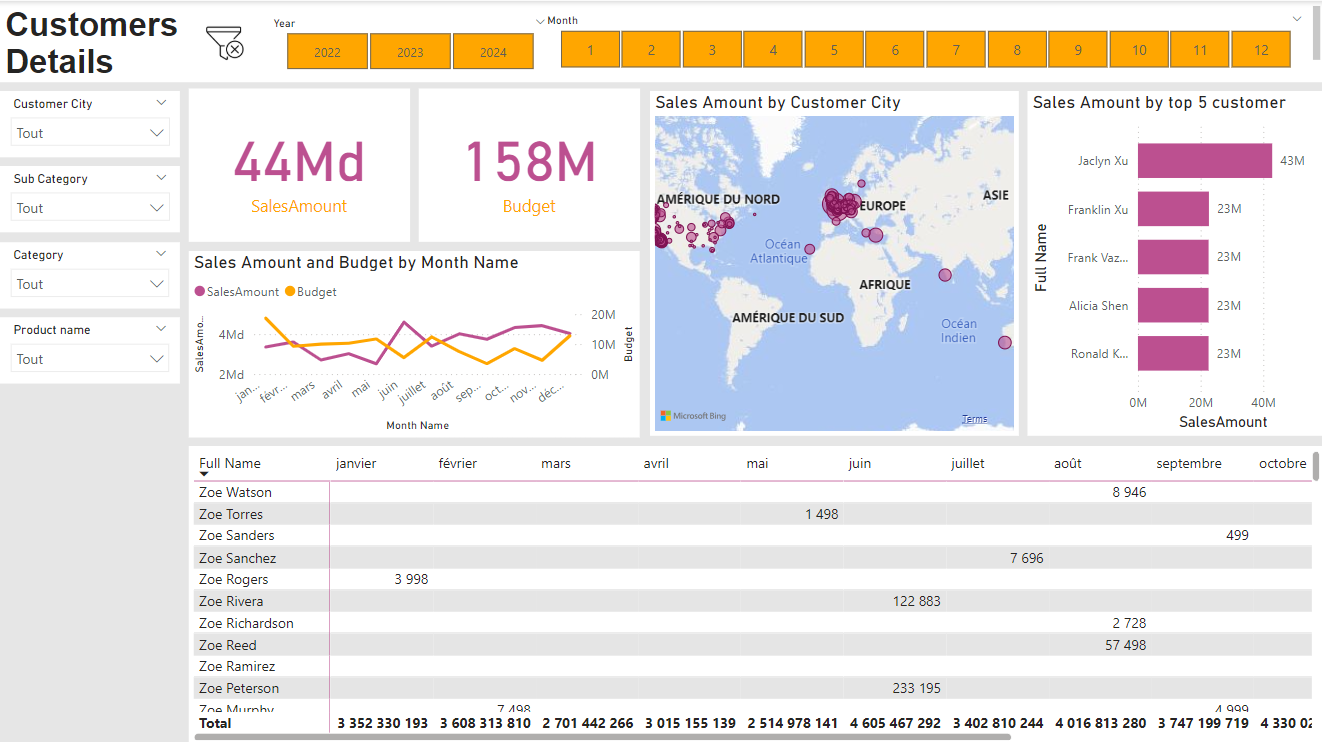 Customers
Details
Year
2022 2023 2024
Month
1 2 3 4 5 6 7 8 9 10 11 12
Customer City
Tout
Sub Category
Tout
Category
Tout
Product name
Tout
44Md
SalesAmount
158M
Budget
Sales Amount and Budget by Month Name
SalesAmount Budget
SalesAmo...
4Md
2Md
20M
10M
0M
Budget
jan... févr... mars avril mai juin juillet août sep... oct... nov... déc...
Month Name
Sales Amount by Customer City
AMÉRIQUE DU NORD
EUROPE
ASIE
Océan
Atlantique
AFRIQUE
AMÉRIQUE DU SUD
Océan
Indien
Microsoft Bing
Terms
Sales Amount by top 5 customer
Full Name
Jaclyn Xu 43M
Franklin Xu 23M
Frank Vaz... 23M
Alicia Shen 23M
Ronald K... 23M
0M 20M 40M
SalesAmount
Full Name janvier février mars avril mai juin juillet août septembre octobre
Zoe Watson 8 946
Zoe Torres 1 498
Zoe Sanders 499
Zoe Sanchez 7 696
Zoe Rogers 3 998
Zoe Rivera 122 883
Zoe Richardson 2 728
Zoe Reed 57 498
Zoe Ramirez
Zoe Peterson 233 195
Zoe Murphy 7 498 4 999
Total 3 352 330 193 3 608 313 810 2 701 442 266 3 015 155 139 2 514 978 141 4 605 467 292 3 402 810 244 4 016 813 280 3 747 199 719 4 330 02